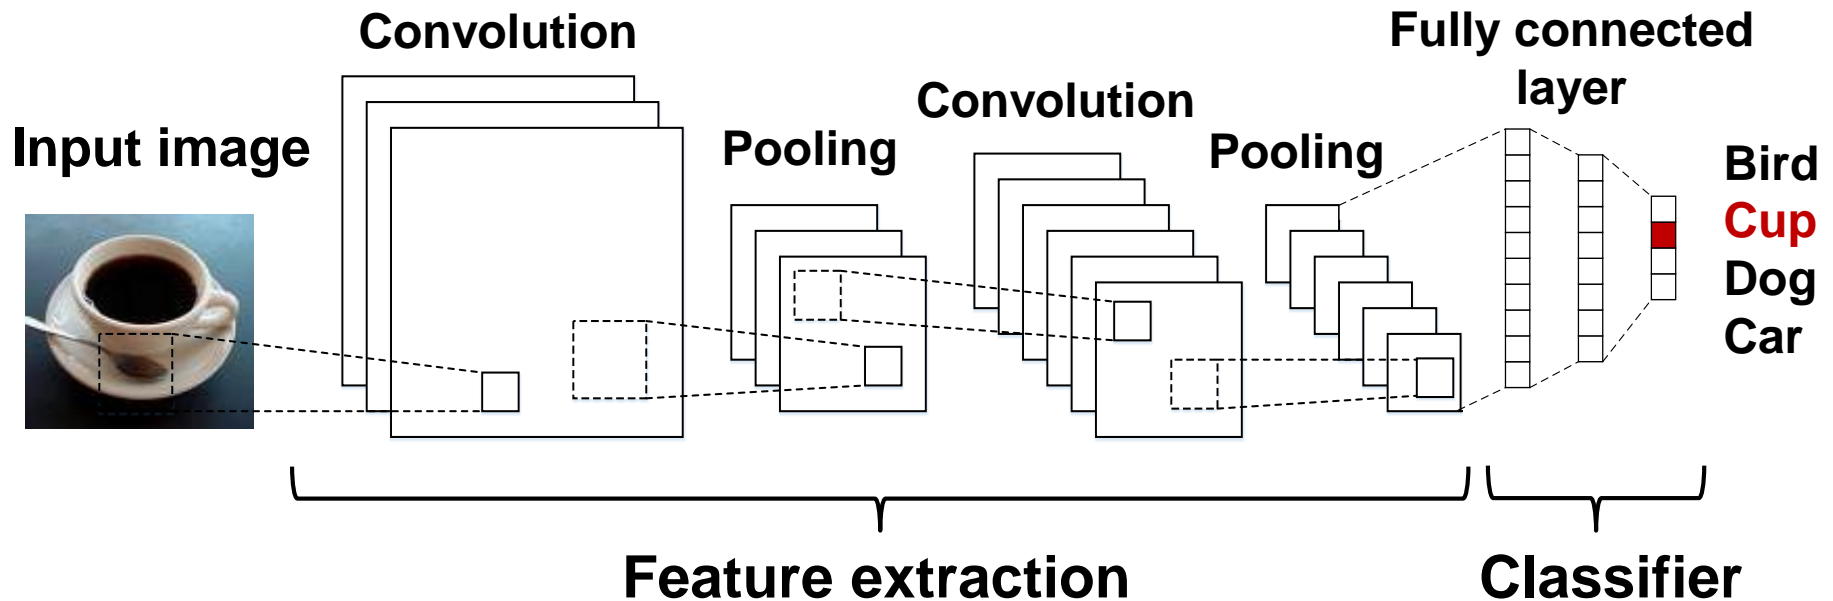 Convolution
Fully connected
layer
Convolution
Input image
Pooling
Pooling
Bird
Cup
Dog
Car
Feature extraction
Classifier